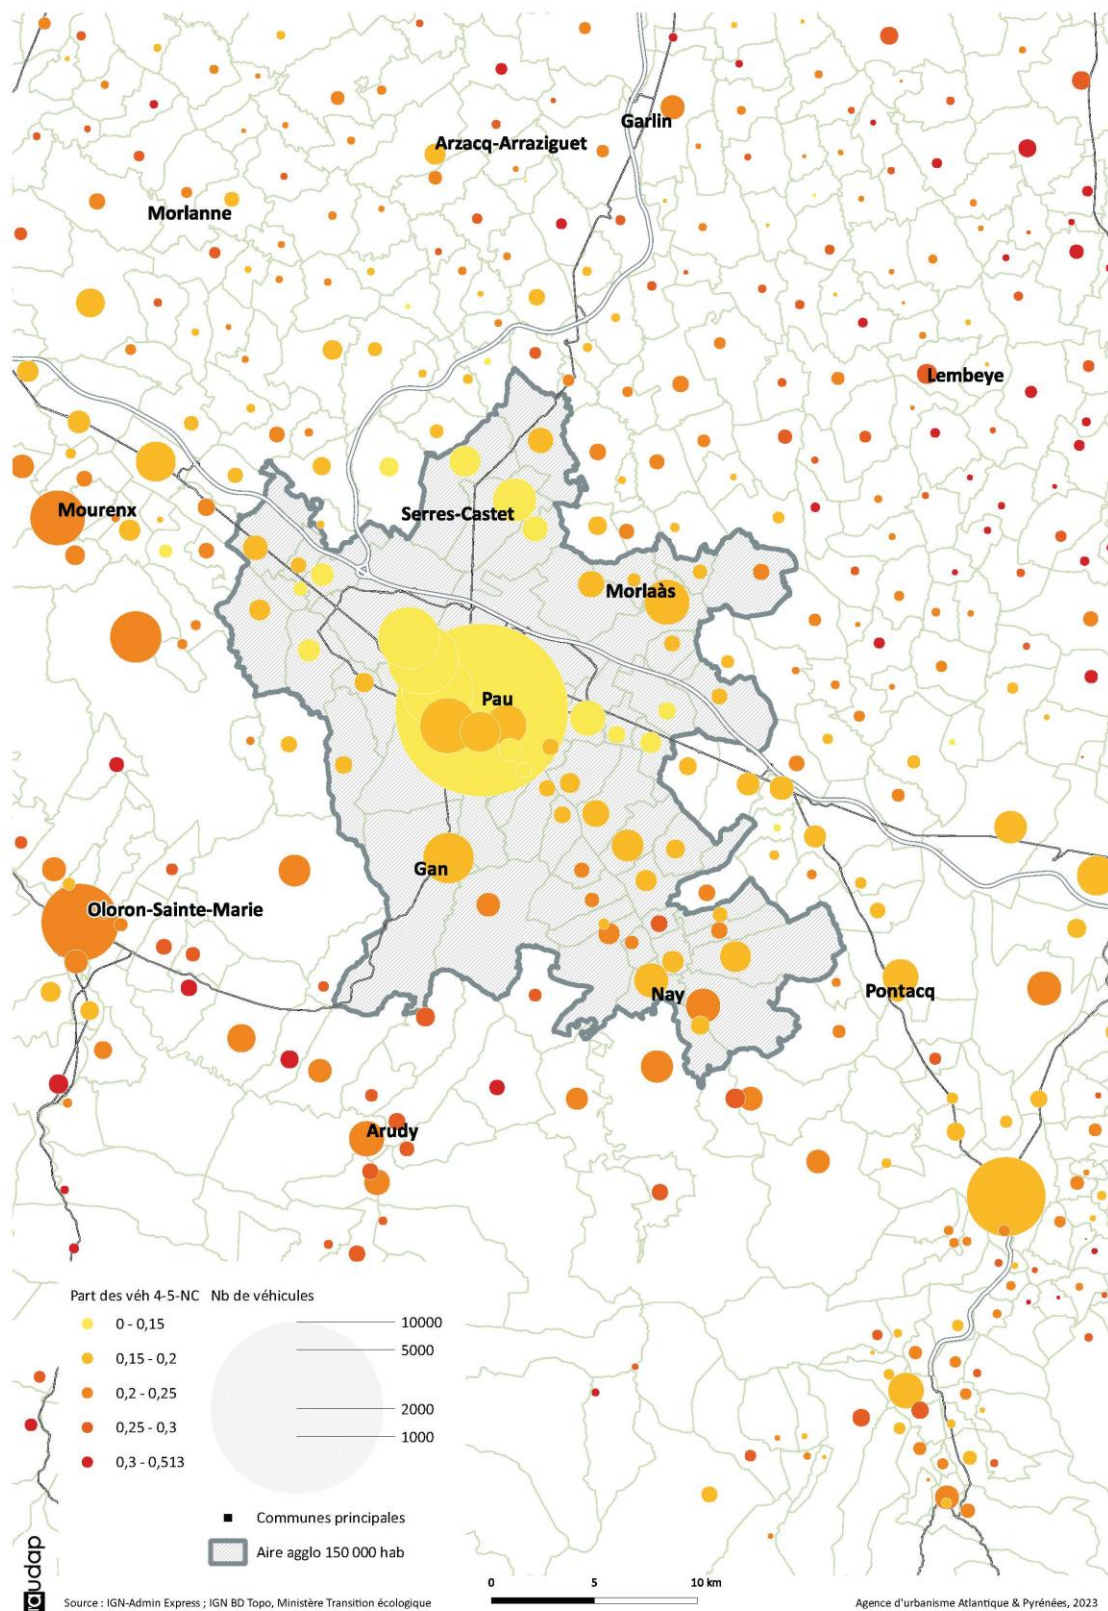 Garlin
Arzacq-Arraziguet
Morlanne
Lembeye
Mourenx
Serres-Castet
Morlaàs
Pau
Gan
Oloron-Sainte-Marie
Nay
Pontacq
Arudy
Part des véh 4-5-NC Nb de véhicules
0 - 0,15
0,15 - 0,2
0,2 - 0,25
0,25 - 0,3
0,3 - 0,513
10000
5000
2000
1000
Communes principales
Aire agglo 150 000 hab
audap
0 5 10 km
Source : IGN-Admin Express ; IGN BD Topo, Ministère Transition écologique
Agence d'urbanisme Atlantique & Pyrénées, 2023